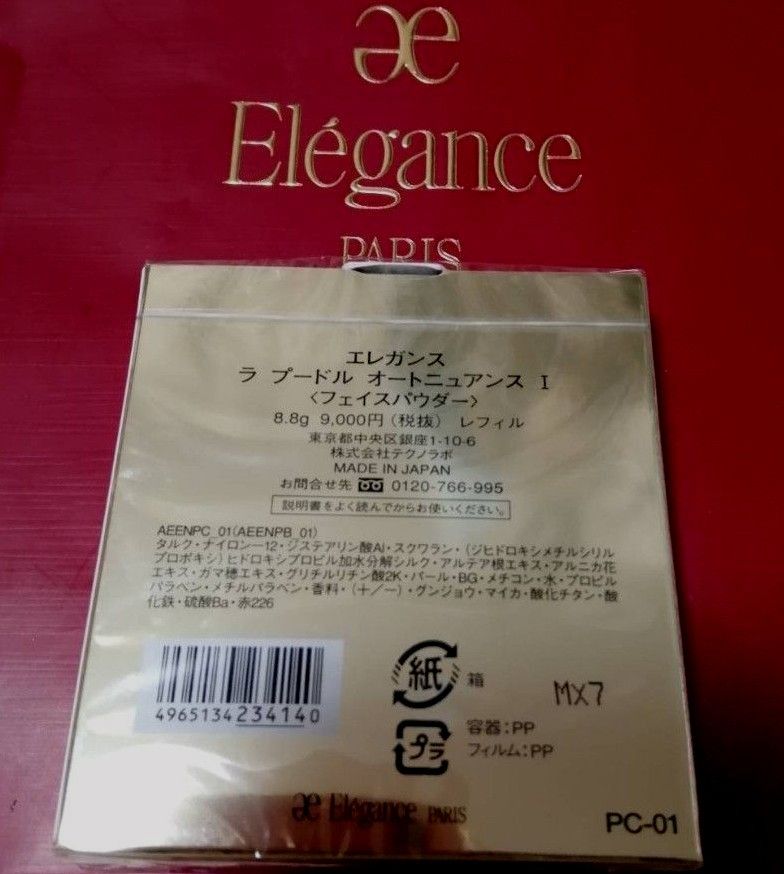 æ
Elégance
PARIS
エレガンス
ラ プードル オートニュアンス I
〈フェイスパウダー〉
8.8g 9,000円(税抜) レフィル
東京都中央区銀座1-10-6
株式会社テクノラボ
MADE IN JAPAN
お問合せ先 0120-766-995
説明書をよく読んでからお使いください。
AEENPC_01(AEENPB_01)
タルク・ナイロン-12・ジステアリン酸Al・スクワラン・(ジヒドロキシメチルシリル
プロポキシ)ヒドロキシプロピル加水分解シルク・アルテア根エキス・アルニカ花
エキス・ガマ穂エキス・グリチルリチン酸2K・パール・BG・メチコン・水・プロピル
パラベン・メチルパラベン・香料・(+/-)・グンジョウ・マイカ・酸化チタン・酸
化鉄・硫酸Ba・赤226
4965134234140
紙 箱
MX7
プラ
容器:PP
フィルム:PP
æ Elégance PARIS
PC-01